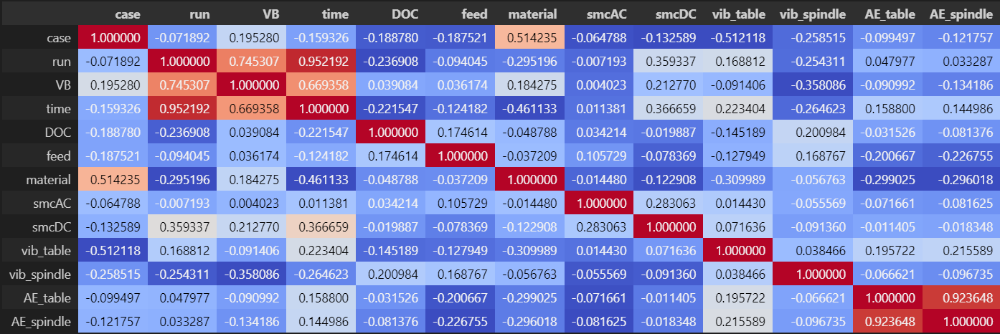 case run VB time DOC feed material smcAC smcDC vib_table vib_spindle AE_table AE_spindle
case 1.000000 -0.071892 0.195280 -0.159326 -0.188780 -0.187521 0.514235 -0.064788 -0.132589 -0.512118 -0.258515 -0.099497 -0.121757
run -0.071892 1.000000 0.745307 0.952192 -0.236908 -0.094045 -0.295196 -0.007193 0.359337 0.168812 -0.254311 0.047977 0.033287
VB 0.195280 0.745307 1.000000 0.669358 0.039084 0.036174 0.184275 0.004023 0.212770 -0.091406 -0.358086 -0.090992 -0.134186
time -0.159326 0.952192 0.669358 1.000000 -0.221547 -0.124182 -0.461133 0.011381 0.366659 0.223404 -0.264623 0.158800 0.144986
DOC -0.188780 -0.236908 0.039084 -0.221547 1.000000 0.174614 -0.048788 0.034214 -0.019887 -0.145189 0.200984 -0.031526 -0.081376
feed -0.187521 -0.094045 0.036174 -0.124182 0.174614 1.000000 -0.037209 0.105729 -0.078369 -0.127949 0.168767 -0.200667 -0.226755
material 0.514235 -0.295196 0.184275 -0.461133 -0.048788 -0.037209 1.000000 -0.014480 -0.122908 -0.309989 -0.056763 -0.299025 -0.296018
smcAC -0.064788 -0.007193 0.004023 0.011381 0.034214 0.105729 -0.014480 1.000000 0.283063 0.014430 -0.055569 -0.071661 -0.081625
smcDC -0.132589 0.359337 0.212770 0.366659 -0.019887 -0.078369 -0.122908 0.283063 1.000000 0.071636 -0.091360 -0.011405 -0.018348
vib_table -0.512118 0.168812 -0.091406 0.223404 -0.145189 -0.127949 -0.309989 0.014430 0.071636 1.000000 0.038466 0.195722 0.215589
vib_spindle -0.258515 -0.254311 -0.358086 -0.264623 0.200984 0.168767 -0.056763 -0.055569 -0.091360 0.038466 1.000000 -0.066621 -0.096735
AE_table -0.099497 0.047977 -0.090992 0.158800 -0.031526 -0.200667 -0.299025 -0.071661 -0.011405 0.195722 -0.066621 1.000000 0.923648
AE_spindle -0.121757 0.033287 -0.134186 0.144986 -0.081376 -0.226755 -0.296018 -0.081625 -0.018348 0.215589 -0.096735 0.923648 1.000000